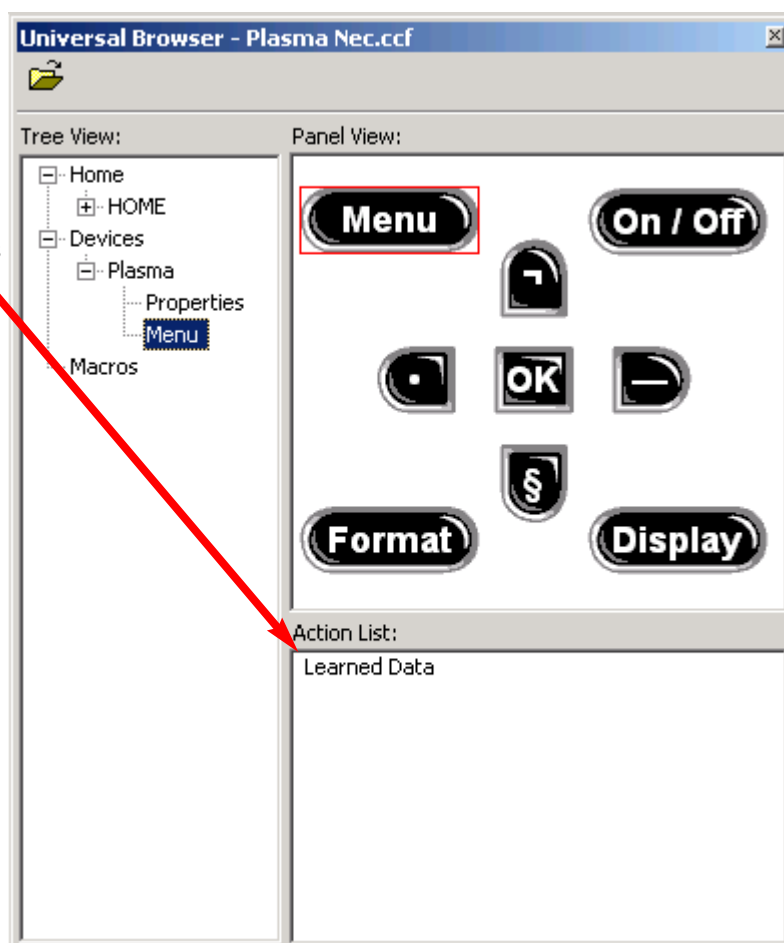 Universal Browser - Plasma Nec.ccf
Tree View:
Home
HOME
Devices
Plasma
Properties
Menu
Macros
Panel View:
Menu
On / Off
¬
•
OK
—
§
Format
Display
Action List:
Learned Data